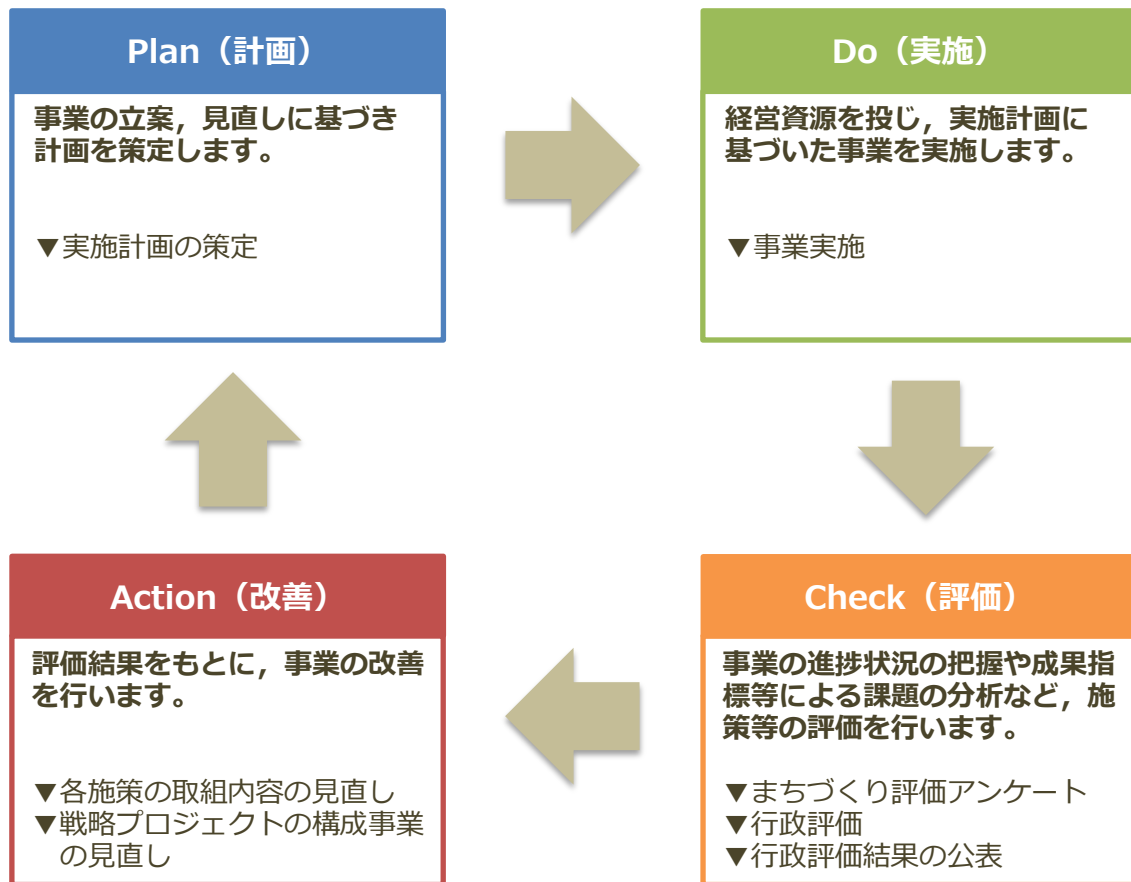 Plan（計画）
事業の立案，見直しに基づき
計画を策定します。
▼実施計画の策定
Do（実施）
経営資源を投じ，実施計画に
基づいた事業を実施します。
▼事業実施
Action（改善）
評価結果をもとに，事業の改善
を行います。
▼各施策の取組内容の見直し
▼戦略プロジェクトの構成事業
の見直し
Check（評価）
事業の進捗状況の把握や成果指
標等による課題の分析など，施
策等の評価を行います。
▼まちづくり評価アンケート
▼行政評価
▼行政評価結果の公表